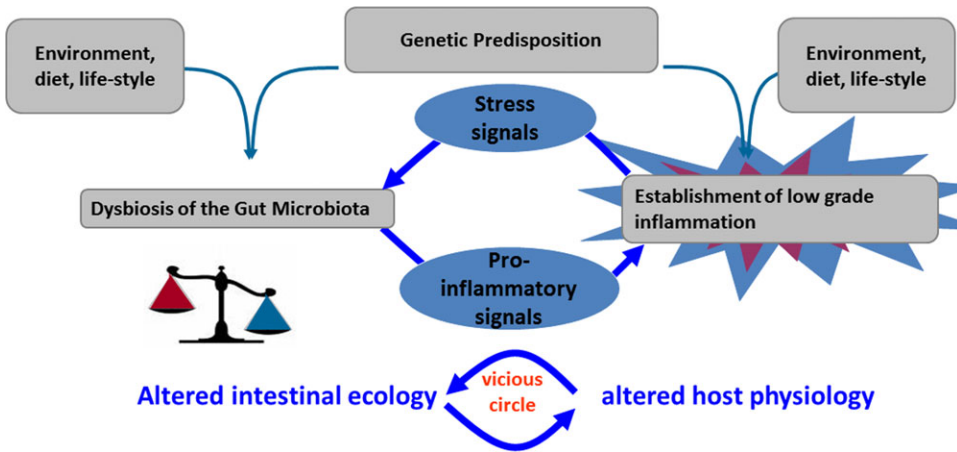 Environment,
diet, life-style
Genetic Predisposition
Environment,
diet, life-style
Stress
signals
Dysbiosis of the Gut Microbiota
Establishment of low grade
inflammation
Pro-
inflammatory
signals
Altered intestinal ecology
vicious
circle
altered host physiology